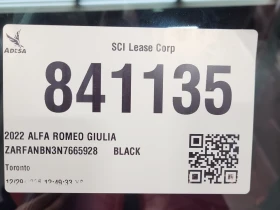 ADESA
SCI Lease Corp
841135
2022 ALFA ROMEO GIULIA
ZARFANBN3N7665928 BLACK
Toronto